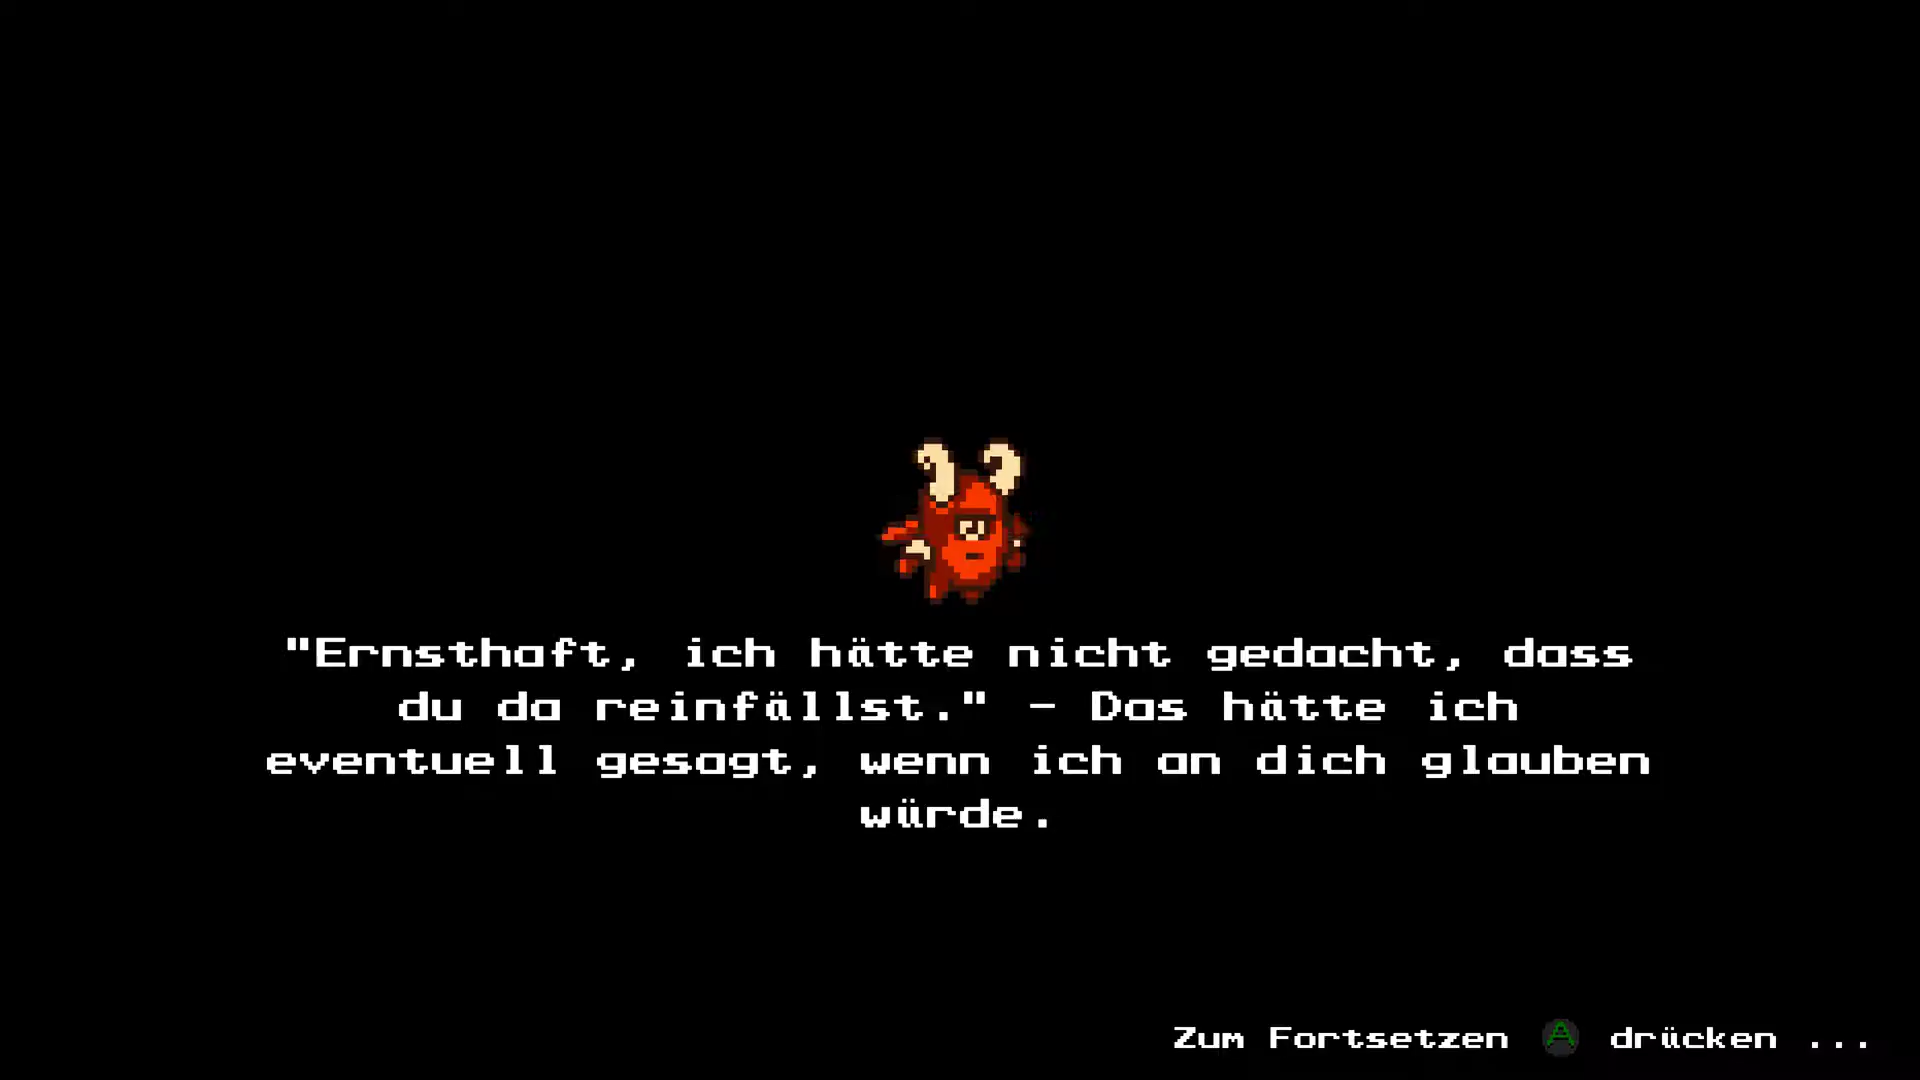 "Ernsthaft, ich hätte nicht gedacht, dass
du da reinfällst." - Das hätte ich
eventuell gesagt, wenn ich an dich glauben
würde.
Zum Fortsetzen A drücken ...